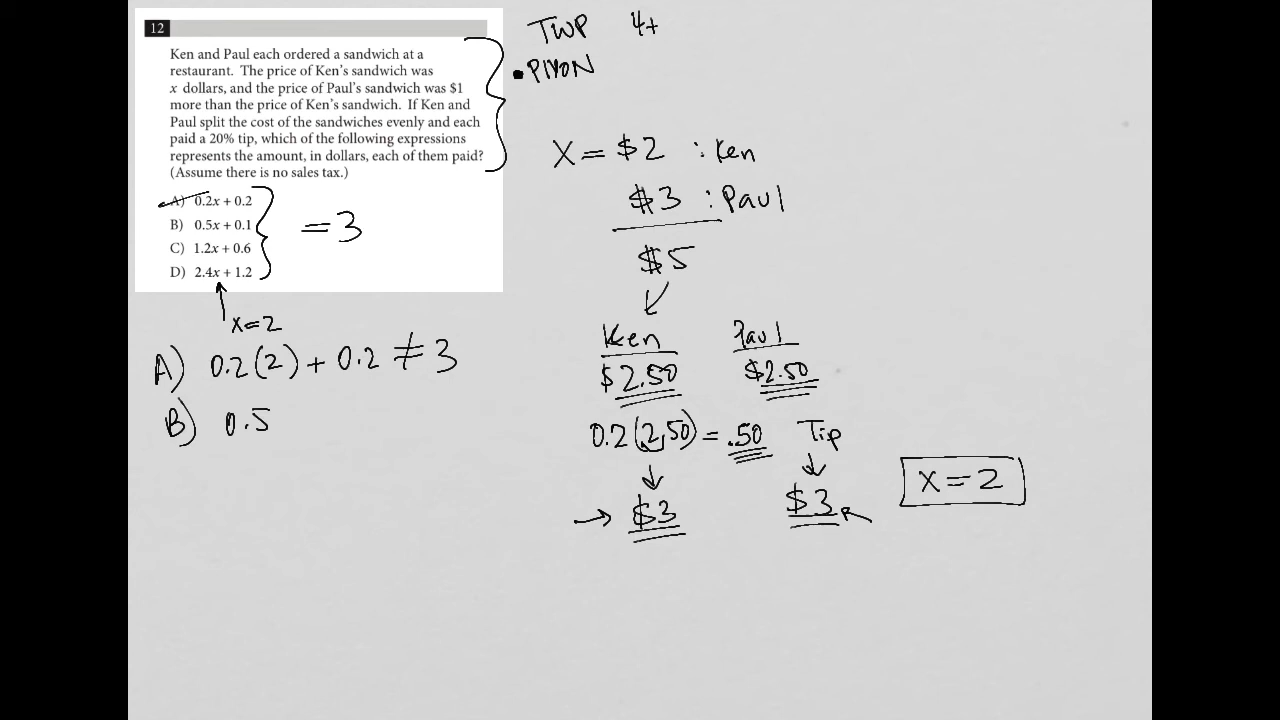 12
Ken and Paul each ordered a sandwich at a
restaurant. The price of Ken's sandwich was
x dollars, and the price of Paul's sandwich was $1
more than the price of Ken's sandwich. If Ken and
Paul split the cost of the sandwiches evenly and each
paid a 20% tip, which of the following expressions
represents the amount, in dollars, each of them paid?
(Assume there is no sales tax.)
A) 0.2x + 0.2
B) 0.5x + 0.1
C) 1.2x + 0.6
D) 2.4x + 1.2
= 3
x=2
A) 0.2(2) + 0.2 ≠ 3
B) 0.5
TWP 4+
•PIYON
X = $2 : Ken
$3 : Paul
$5
Ken Paul
$2.50 $2.50
0.2(2.50) = .50 Tip
$3 $3
X = 2